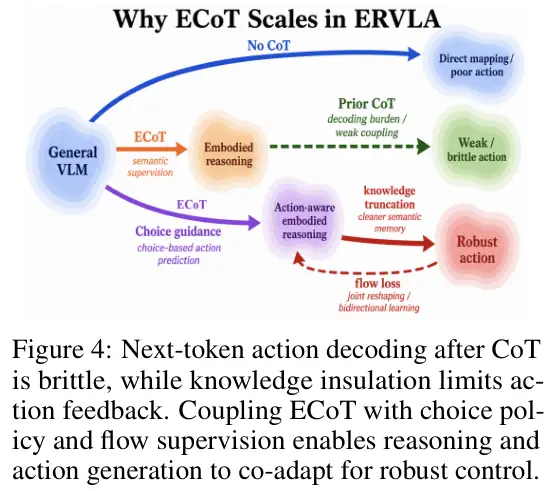 Why ECoT Scales in ERVLA
No CoT
Direct mapping /
poor action
General
VLM
ECoT
semantic
supervision
Embodied
reasoning
Prior CoT
decoding burden /
weak coupling
Weak /
brittle action
ECoT
Choice guidance
choice-based action
prediction
Action-aware
embodied
reasoning
knowledge
truncation
cleaner semantic
memory
Robust
action
flow loss
joint reshaping /
bidirectional learning
Figure 4: Next-token action decoding after CoT
is brittle, while knowledge insulation limits ac-
tion feedback. Coupling ECoT with choice pol-
icy and flow supervision enables reasoning and
action generation to co-adapt for robust control.